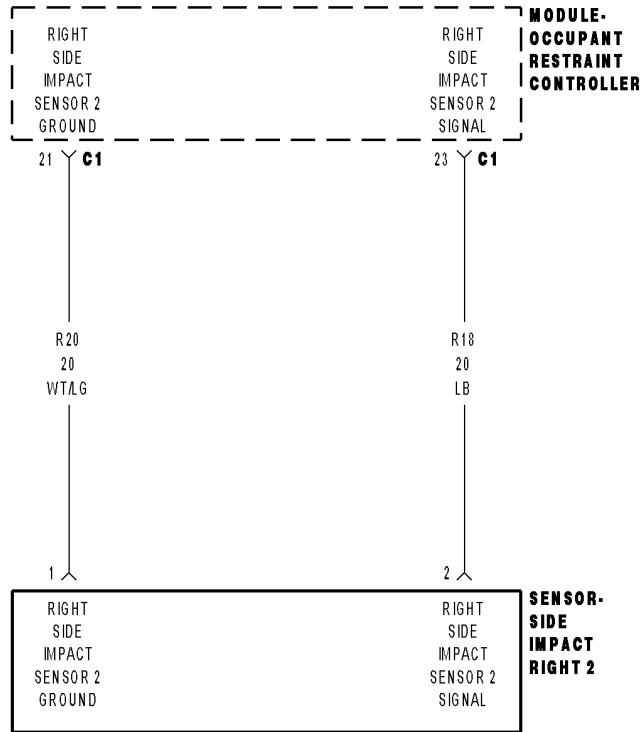 MODULE-
OCCUPANT
RESTRAINT
CONTROLLER
RIGHT
SIDE
IMPACT
SENSOR 2
GROUND
RIGHT
SIDE
IMPACT
SENSOR 2
SIGNAL
21 C1
23 C1
R20
20
WT/LG
R18
20
LB
1
2
RIGHT
SIDE
IMPACT
SENSOR 2
GROUND
RIGHT
SIDE
IMPACT
SENSOR 2
SIGNAL
SENSOR-
SIDE
IMPACT
RIGHT 2